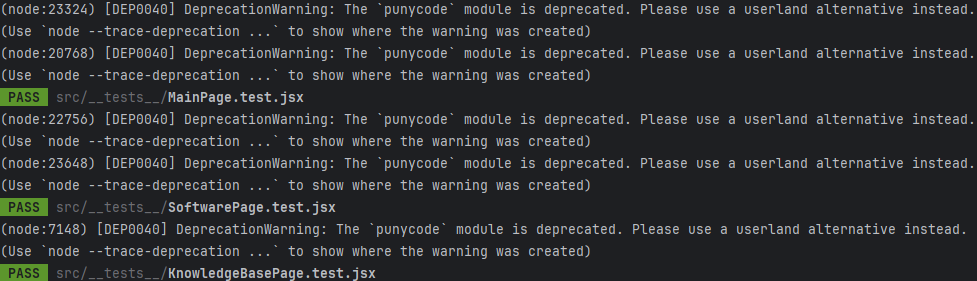 (node:23324) [DEP0040] DeprecationWarning: The `punycode` module is deprecated. Please use a userland alternative instead.
(Use `node --trace-deprecation ...` to show where the warning was created)
(node:20768) [DEP0040] DeprecationWarning: The `punycode` module is deprecated. Please use a userland alternative instead.
(Use `node --trace-deprecation ...` to show where the warning was created)
PASS src/__tests__/MainPage.test.jsx
(node:22756) [DEP0040] DeprecationWarning: The `punycode` module is deprecated. Please use a userland alternative instead.
(Use `node --trace-deprecation ...` to show where the warning was created)
(node:23648) [DEP0040] DeprecationWarning: The `punycode` module is deprecated. Please use a userland alternative instead.
(Use `node --trace-deprecation ...` to show where the warning was created)
PASS src/__tests__/SoftwarePage.test.jsx
(node:7148) [DEP0040] DeprecationWarning: The `punycode` module is deprecated. Please use a userland alternative instead.
(Use `node --trace-deprecation ...` to show where the warning was created)
PASS src/__tests__/KnowledgeBasePage.test.jsx